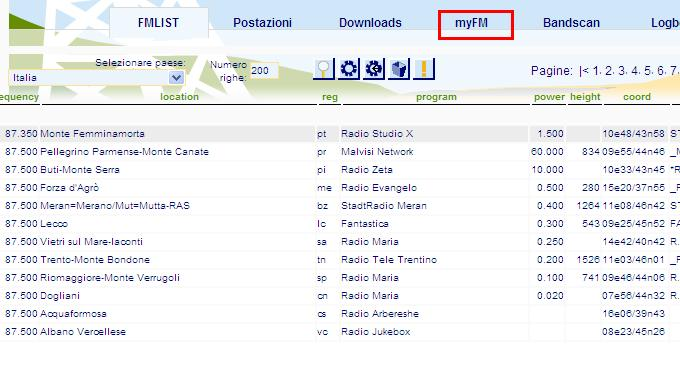 FMLIST Postazioni Downloads myFM Bandscan Logb
Selezionare paese: Numero righe: 200 Pagine: |< 1. 2. 3. 4. 5. 6. 7.
Italia
equency location reg program power height coord
87.350 Monte Femminamorta pt Radio Studio X 1.500 10e48/43n58 ST
87.500 Pellegrino Parmense-Monte Canate pr Malvisi Network 60.000 834 09e55/44n46 _M
87.500 Buti-Monte Serra pi Radio Zeta 10.000 10e33/43n45 *R
87.500 Forza d'Agrò me Radio Evangelo 0.500 280 15e20/37n55 _
87.500 Meran=Merano/Mut=Mutta-RAS bz StadtRadio Meran 0.400 1264 11e08/46n42 ST
87.500 Lecco lc Fantastica 0.300 543 09e25/45n52 FA
87.500 Vietri sul Mare-Iaconti sa Radio Maria 0.250 14e42/40n42 R.
87.500 Trento-Monte Bondone tn Radio Tele Trentino 0.200 1526 11e03/46n01 _F
87.500 Riomaggiore-Monte Verrugoli sp Radio Maria 0.100 741 09e46/44n06 R.
87.500 Dogliani cn Radio Maria 0.020 07e56/44n32 R.
87.500 Acquaformosa cs Radio Arbereshe 16e06/39n43
87.500 Albano Vercellese vc Radio Jukebox 08e23/45n26